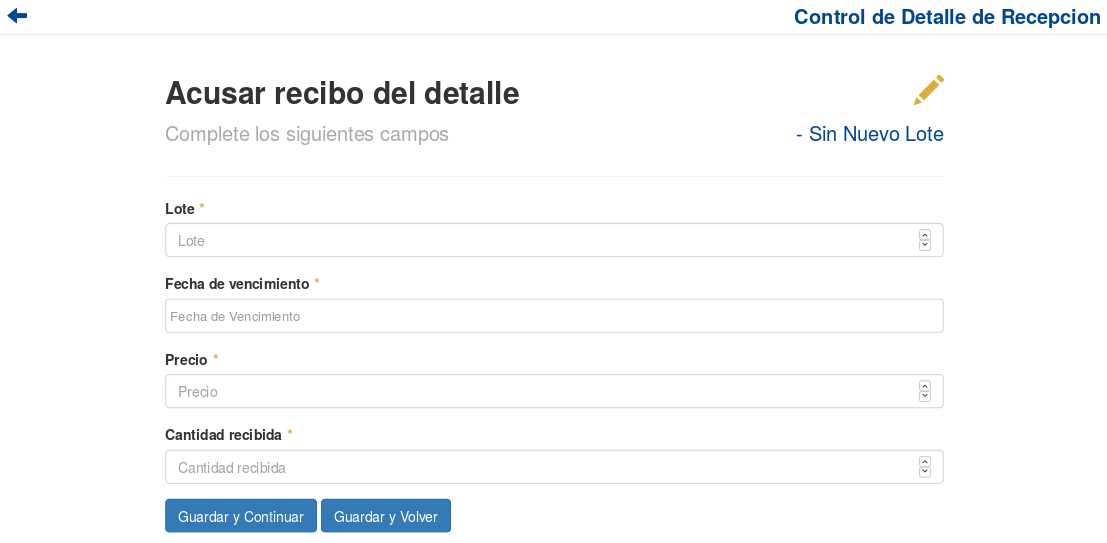 Control de Detalle de Recepcion
Acusar recibo del detalle
Complete los siguientes campos
- Sin Nuevo Lote
Lote *
Lote
Fecha de vencimiento *
Fecha de Vencimiento
Precio *
Precio
Cantidad recibida *
Cantidad recibida
Guardar y Continuar Guardar y Volver